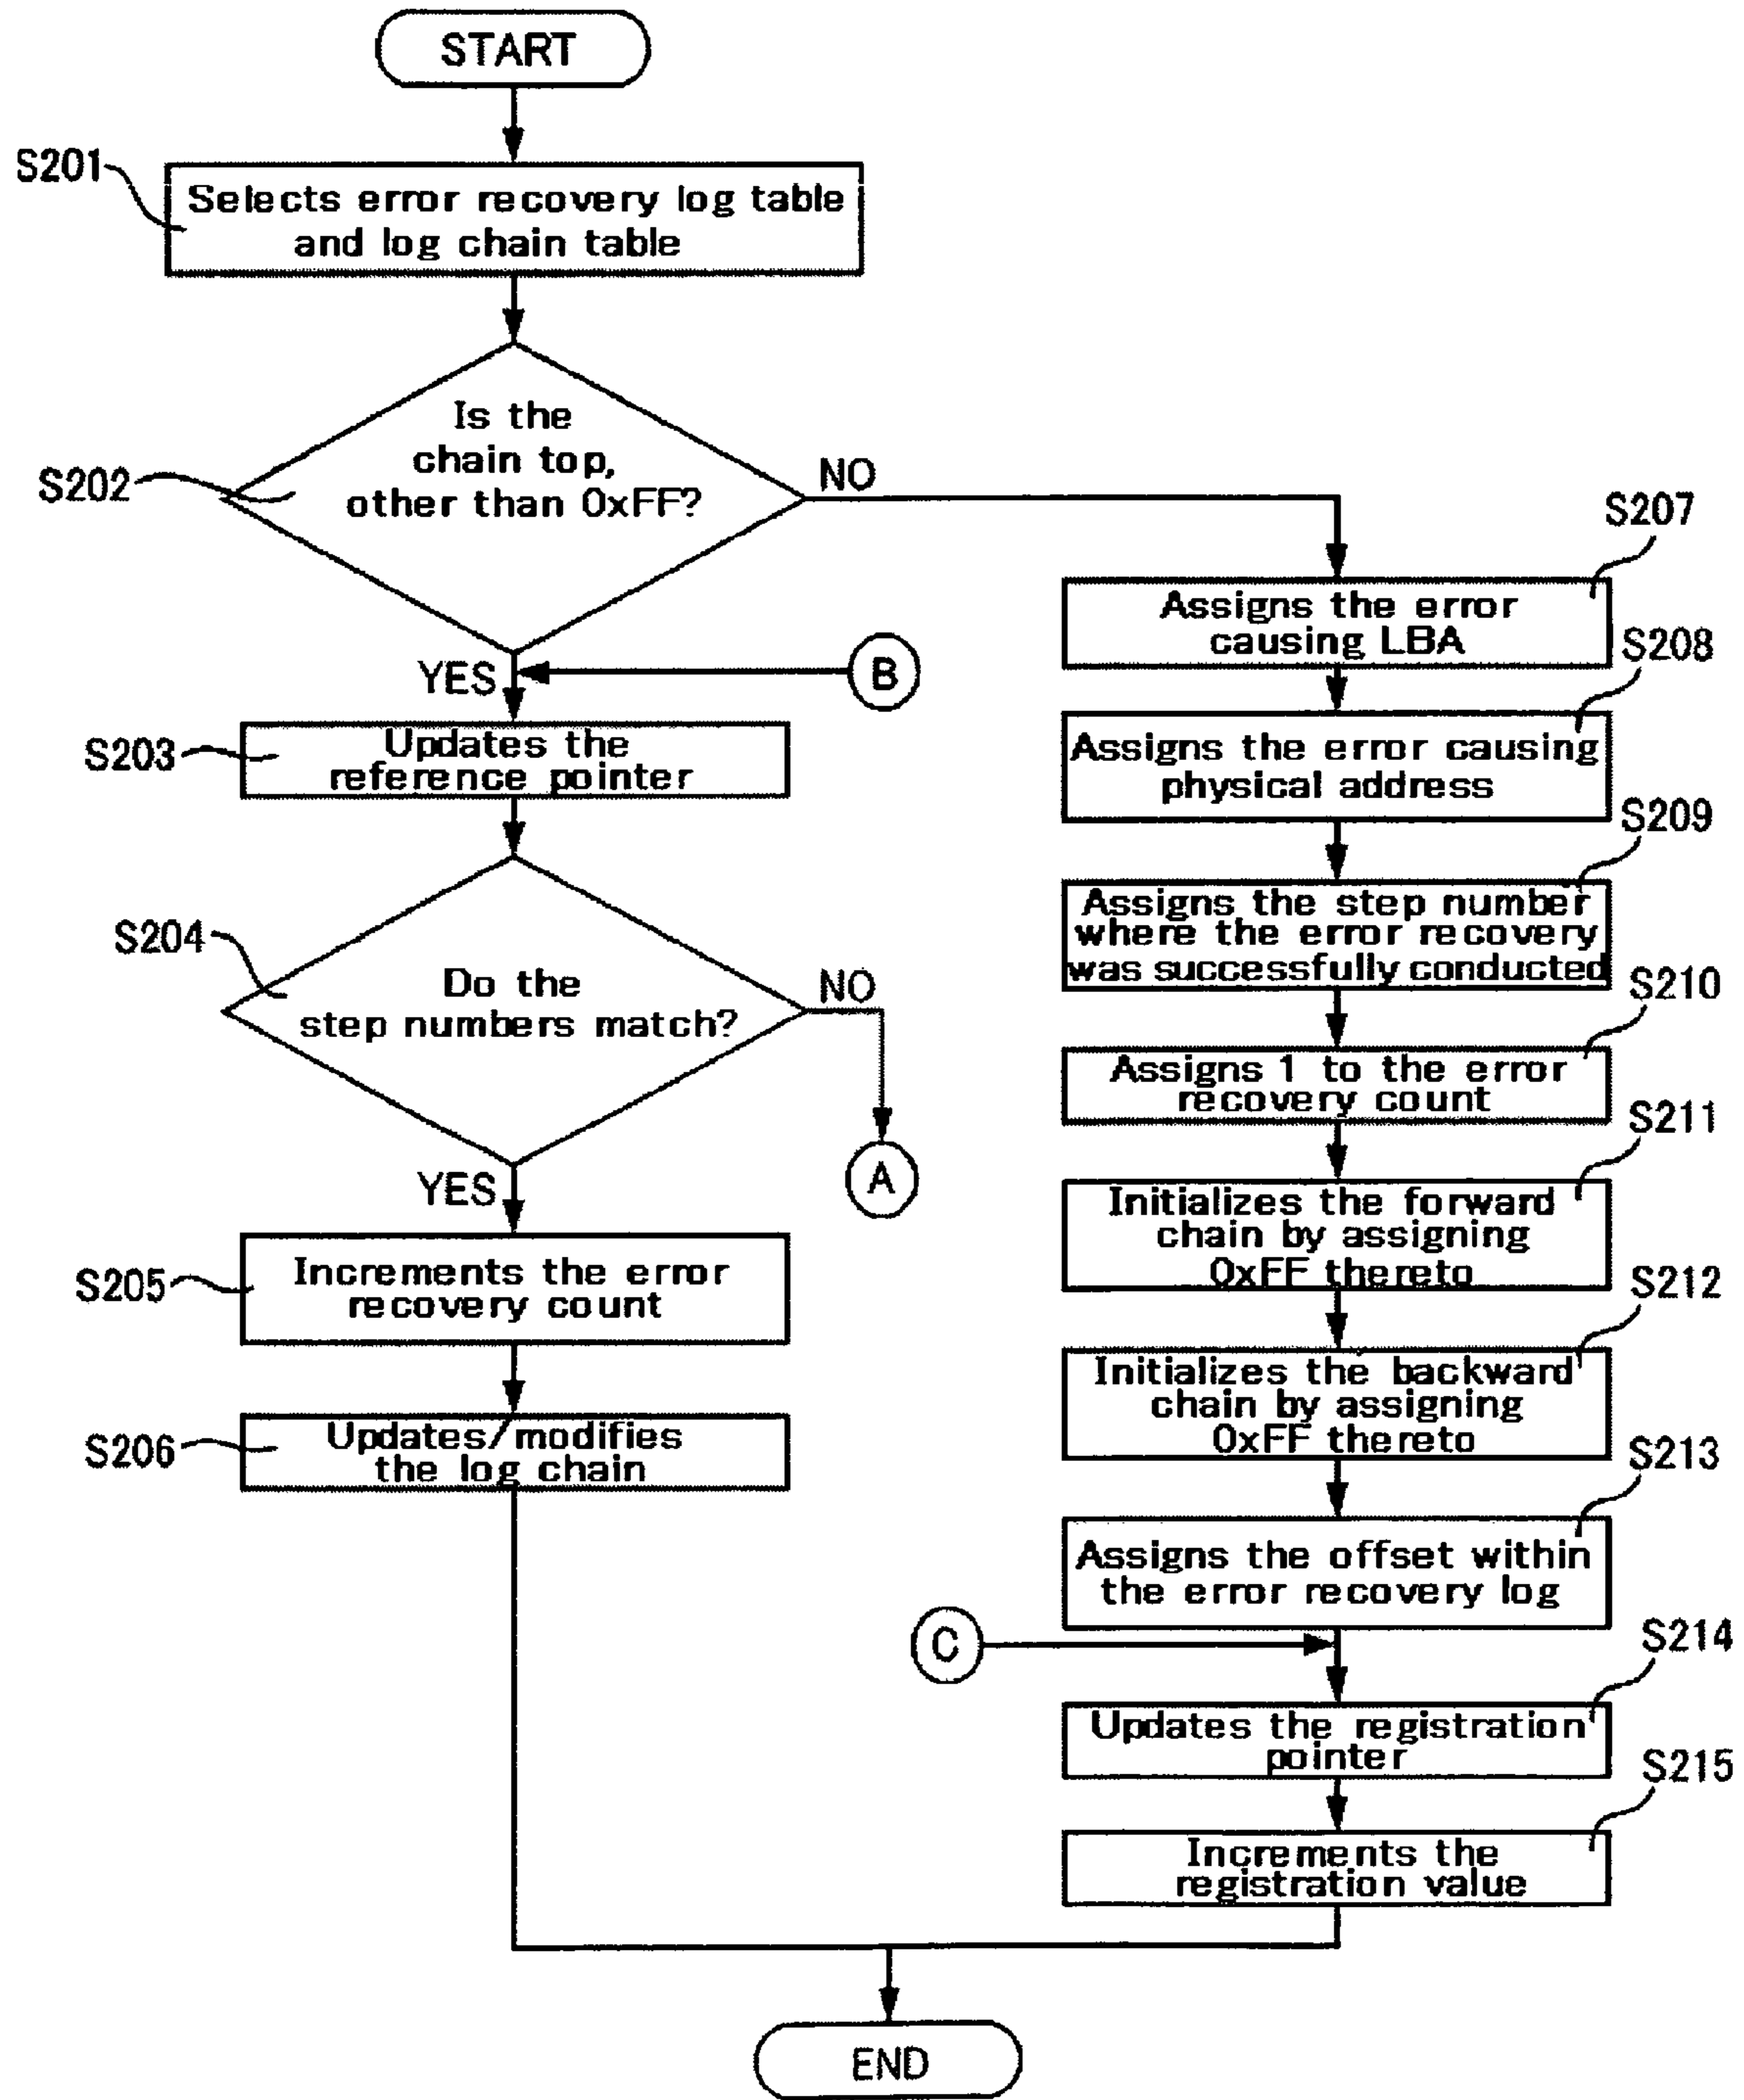 START
S201
Selects error recovery log table
and log chain table
S202
Is the
chain top,
other than 0xFF?
NO
YES
B
S203
Updates the
reference pointer
S204
Do the
step numbers match?
NO
A
YES
S205
Increments the error
recovery count
S206
Updates/modifies
the log chain
S207
Assigns the error
causing LBA
S208
Assigns the error causing
physical address
S209
Assigns the step number
where the error recovery
was successfully conducted
S210
Assigns 1 to the error
recovery count
S211
Initializes the forward
chain by assigning
0xFF thereto
S212
Initializes the backward
chain by assigning
0xFF thereto
S213
Assigns the offset within
the error recovery log
C
S214
Updates the registration
pointer
S215
Increments the
registration value
END